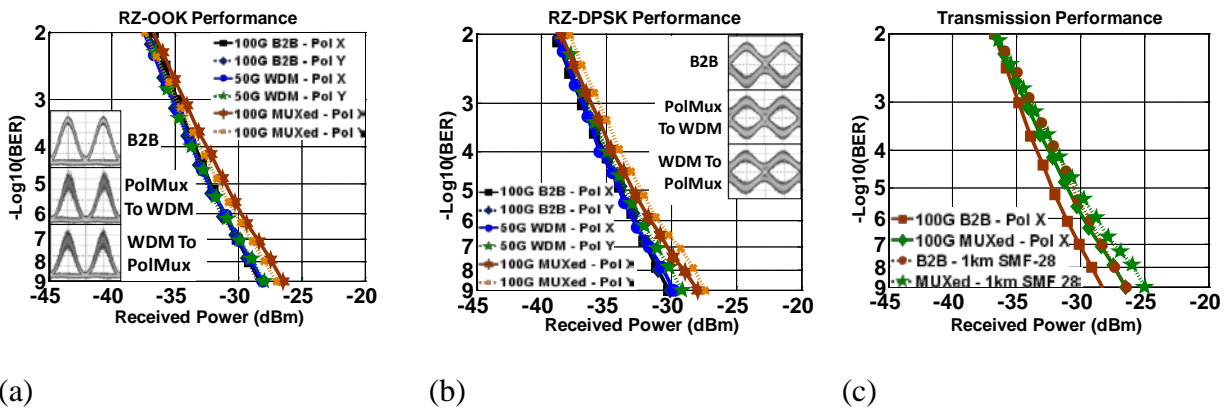 RZ-OOK Performance
2
3
4
5
6
7
8
9
-45
-40
-35
-30
-25
-20
-Log10(BER)
Received Power (dBm)
100G B2B - Pol X
100G B2B - Pol Y
50G WDM - Pol X
50G WDM - Pol Y
100G MUXed - Pol X
100G MUXed - Pol Y
B2B
PolMux
To WDM
WDM To
PolMux
(a)
RZ-DPSK Performance
2
3
4
5
6
7
8
9
-45
-40
-35
-30
-25
-20
-Log10(BER)
Received Power (dBm)
B2B
PolMux
To WDM
WDM To
PolMux
100G B2B - Pol X
100G B2B - Pol Y
50G WDM - Pol X
50G WDM - Pol Y
100G MUXed - Pol X
100G MUXed - Pol Y
(b)
Transmission Performance
2
3
4
5
6
7
8
9
-45
-40
-35
-30
-25
-20
-Log10(BER)
Received Power (dBm)
100G B2B - Pol X
100G MUXed - Pol X
B2B - 1km SMF-28
MUXed - 1km SMF 28
(c)